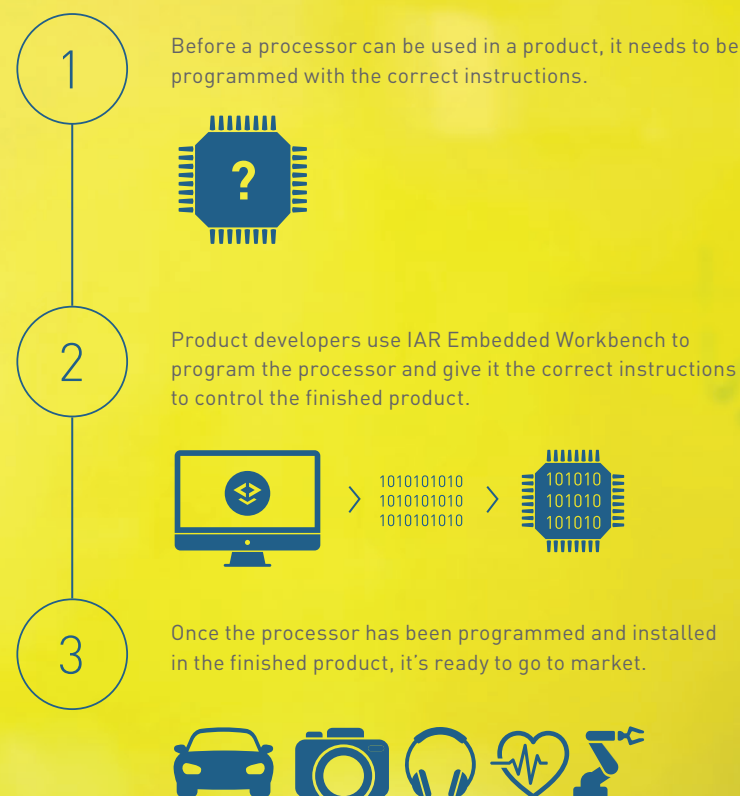 1
Before a processor can be used in a product, it needs to be
programmed with the correct instructions.
?
2
Product developers use IAR Embedded Workbench to
program the processor and give it the correct instructions
to control the finished product.
1010101010
1010101010
1010101010
101010
101010
101010
3
Once the processor has been programmed and installed
in the finished product, it's ready to go to market.